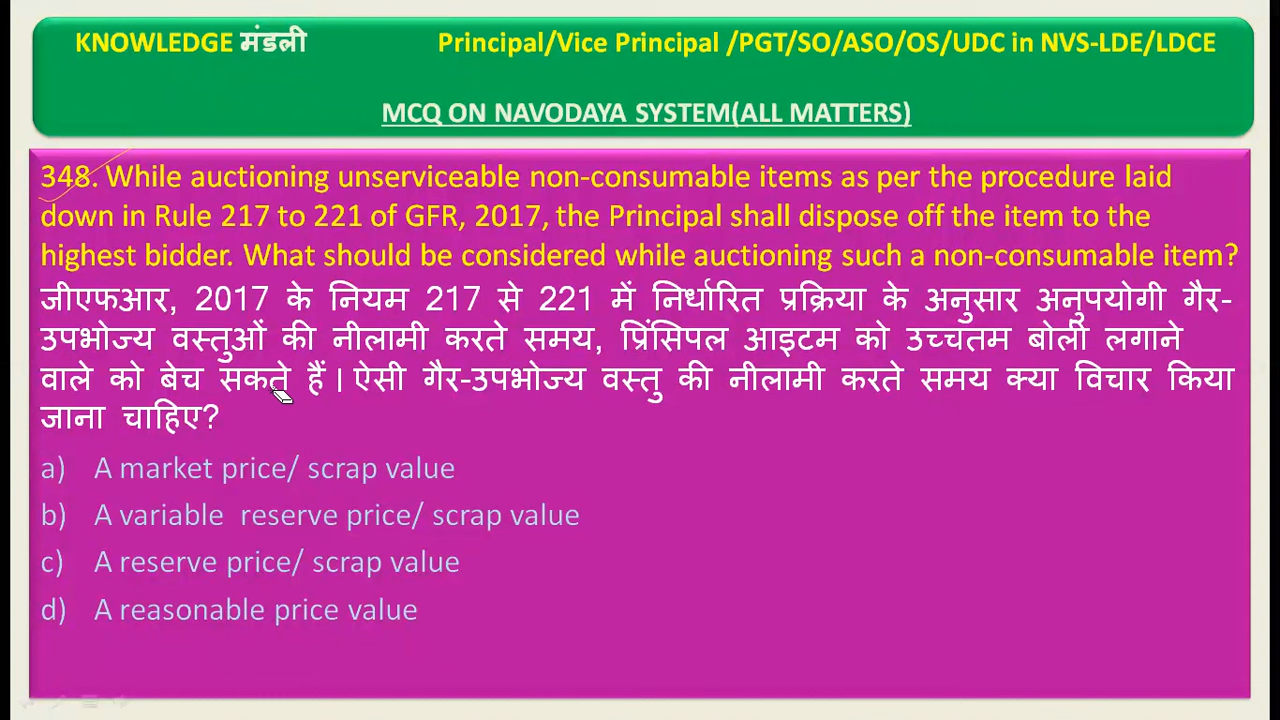 KNOWLEDGE मंडली Principal/Vice Principal /PGT/SO/ASO/OS/UDC in NVS-LDE/LDCE
MCQ ON NAVODAYA SYSTEM(ALL MATTERS)
348. While auctioning unserviceable non-consumable items as per the procedure laid
down in Rule 217 to 221 of GFR, 2017, the Principal shall dispose off the item to the
highest bidder. What should be considered while auctioning such a non-consumable item?
जीएफआर, 2017 के नियम 217 से 221 में निर्धारित प्रक्रिया के अनुसार अनुपयोगी गैर-
उपभोज्य वस्तुओं की नीलामी करते समय, प्रिंसिपल आइटम को उच्चतम बोली लगाने
वाले को बेच सकते हैं । ऐसी गैर-उपभोज्य वस्तु की नीलामी करते समय क्या विचार किया
जाना चाहिए?
a) A market price/ scrap value
b) A variable reserve price/ scrap value
c) A reserve price/ scrap value
d) A reasonable price value